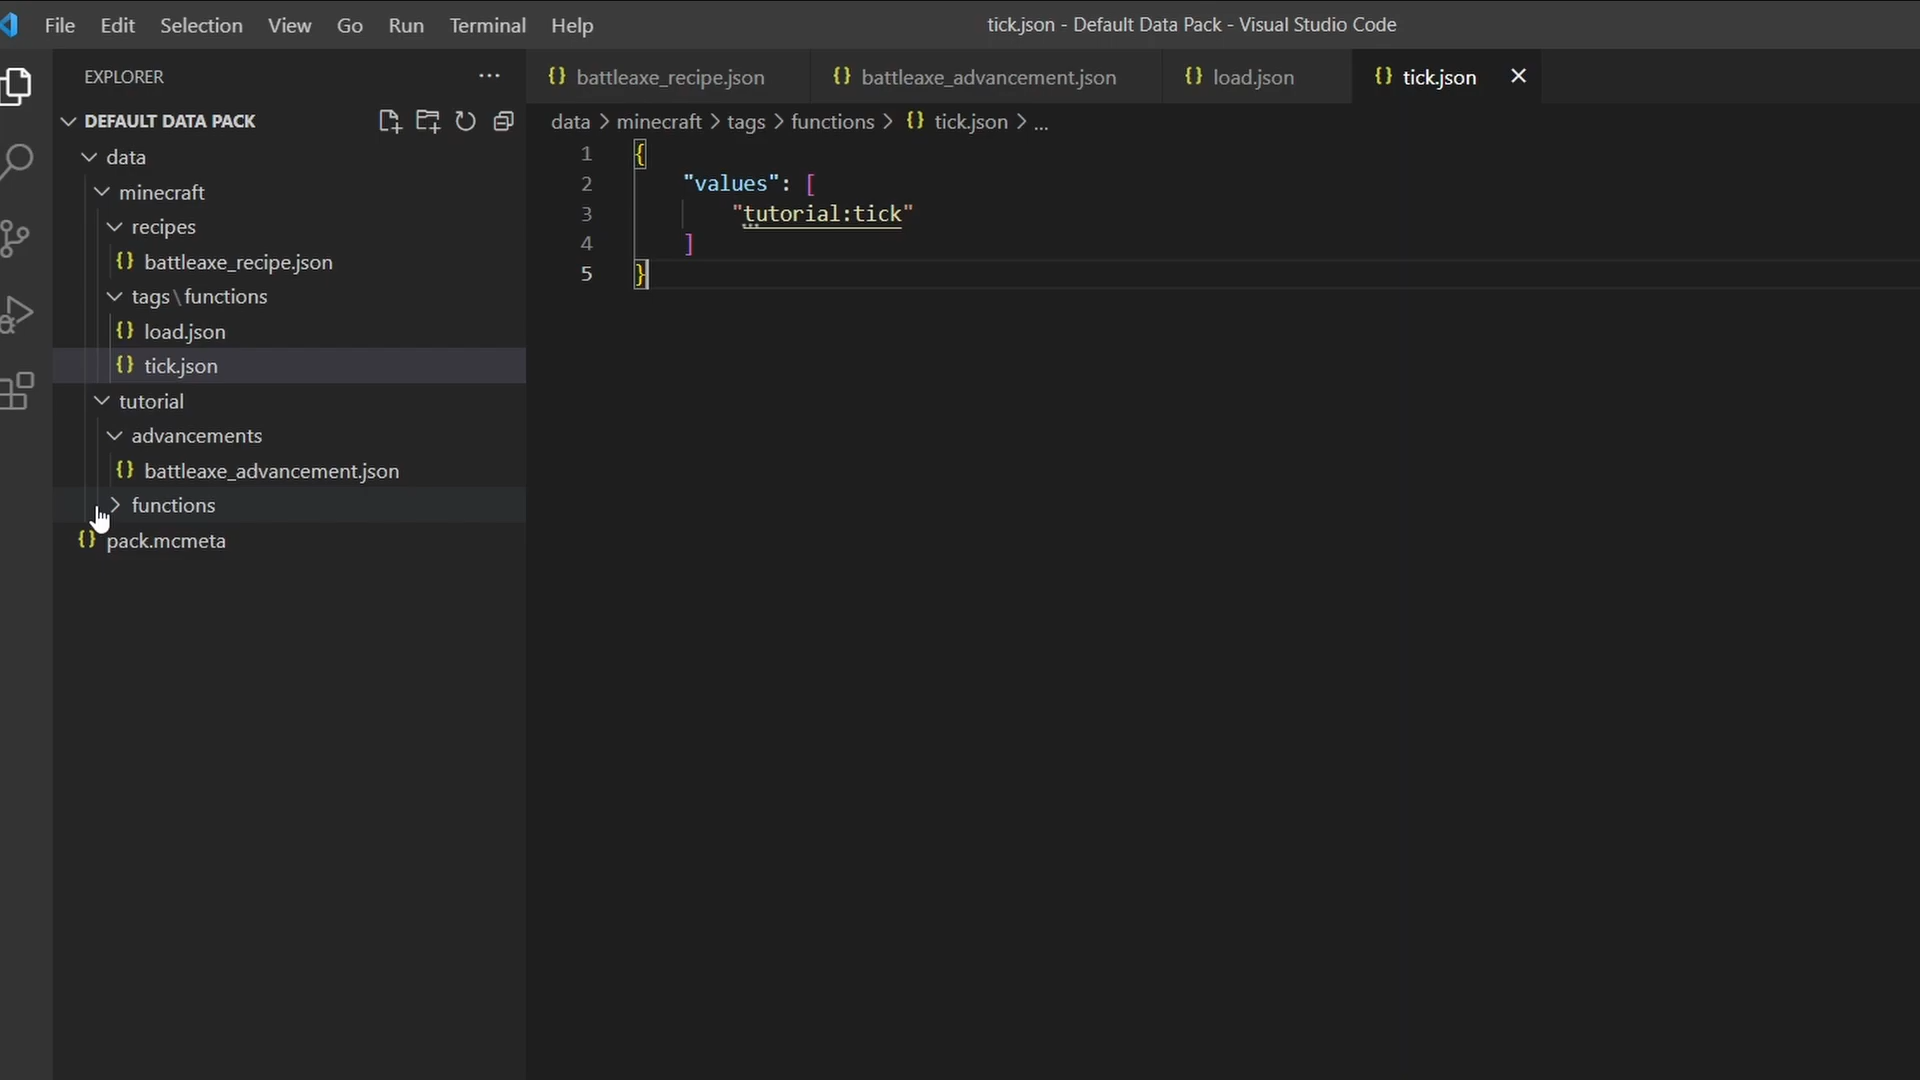 File Edit Selection View Go Run Terminal Help
tick.json - Default Data Pack - Visual Studio Code
EXPLORER
DEFAULT DATA PACK
data
minecraft
recipes
{} battleaxe_recipe.json
tags\functions
{} load.json
{} tick.json
tutorial
advancements
{} battleaxe_advancement.json
functions
{} pack.mcmeta
{} battleaxe_recipe.json {} battleaxe_advancement.json {} load.json {} tick.json
data > minecraft > tags > functions > {} tick.json > ...
1 {
2 "values": [
3 "tutorial:tick"
4 ]
5 }